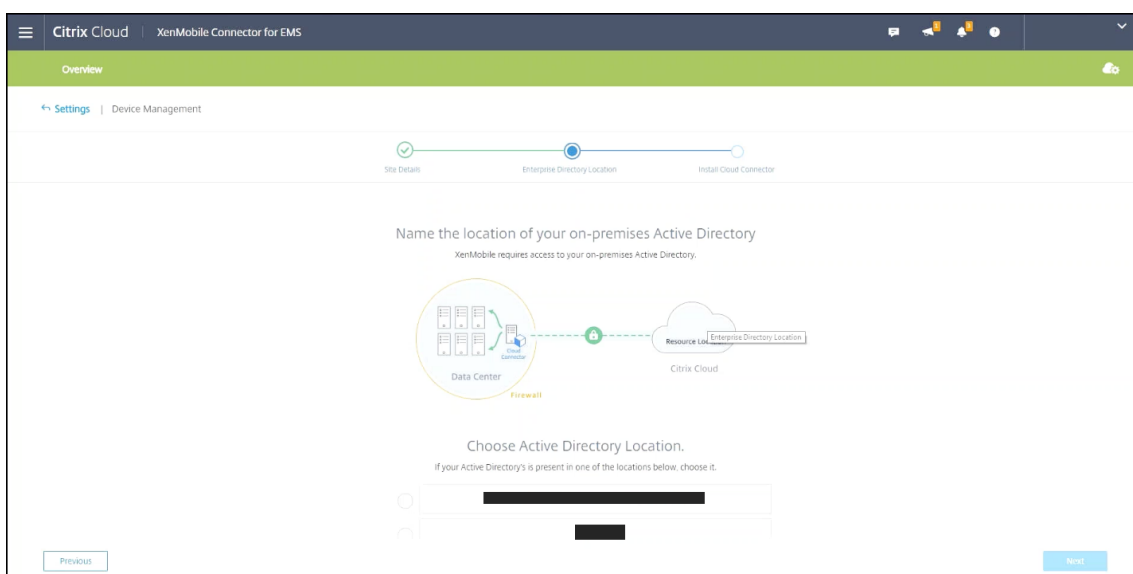 Citrix Cloud | XenMobile Connector for EMS
Overview
Settings | Device Management
Site Details Enterprise Directory Location Install Cloud Connector
Name the location of your on-premises Active Directory
XenMobile requires access to your on-premises Active Directory.
Cloud Connector
Resource
Enterprise Directory Location
Data Center
Citrix Cloud
Firewall
Choose Active Directory Location.
If your Active Directory's is present in one of the locations below, choose it.
Previous Next